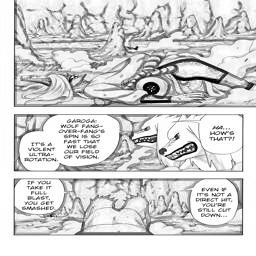 GAROGA:
WOLF FANG-
OVER-FANG'S
SPIN IS SO
FAST THAT
WE LOSE
OUR FIELD
OF VISION.
IT'S A
VIOLENT
ULTRA-
ROTATION.
HOW'S
THAT?!
IF YOU
TAKE IT
FULL
BLAST,
YOU GET
SMASHED.
EVEN IF
IT'S NOT
A DIRECT
HIT,
YOU'RE
STILL CUT
DOWN...